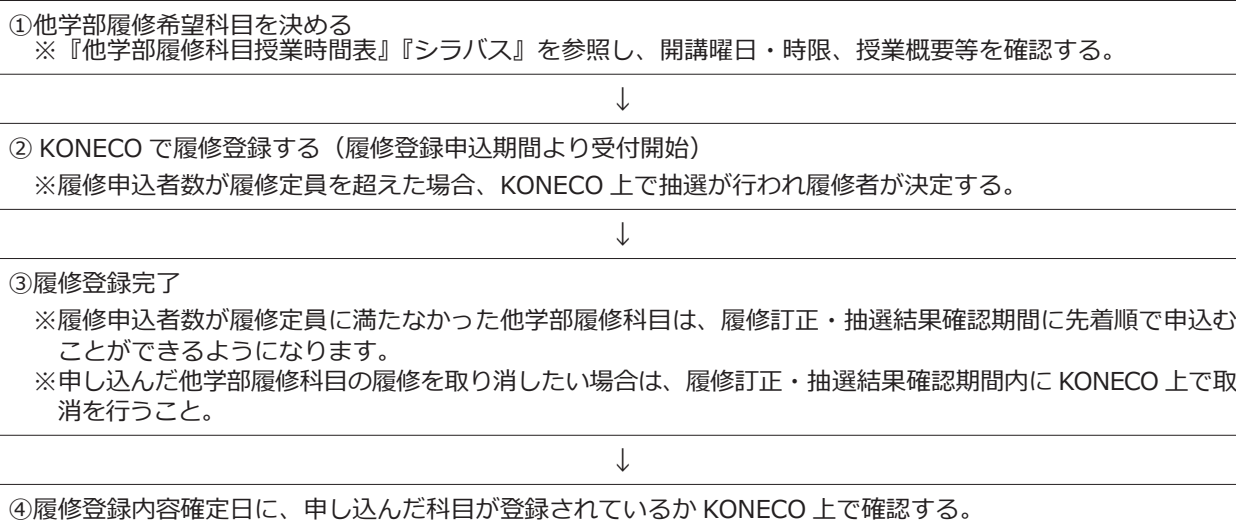 ①他学部履修希望科目を決める
※『他学部履修科目授業時間表』『シラバス』を参照し、開講曜日・時限、授業概要等を確認する。
↓
② KONECO で履修登録する（履修登録申込期間より受付開始）
※履修申込者数が履修定員を超えた場合、KONECO 上で抽選が行われ履修者が決定する。
↓
③履修登録完了
※履修申込者数が履修定員に満たなかった他学部履修科目は、履修訂正・抽選結果確認期間に先着順で申込む
ことができるようになります。
※申し込んだ他学部履修科目の履修を取り消したい場合は、履修訂正・抽選結果確認期間内に KONECO 上で取
消を行うこと。
↓
④履修登録内容確定日に、申し込んだ科目が登録されているか KONECO 上で確認する。